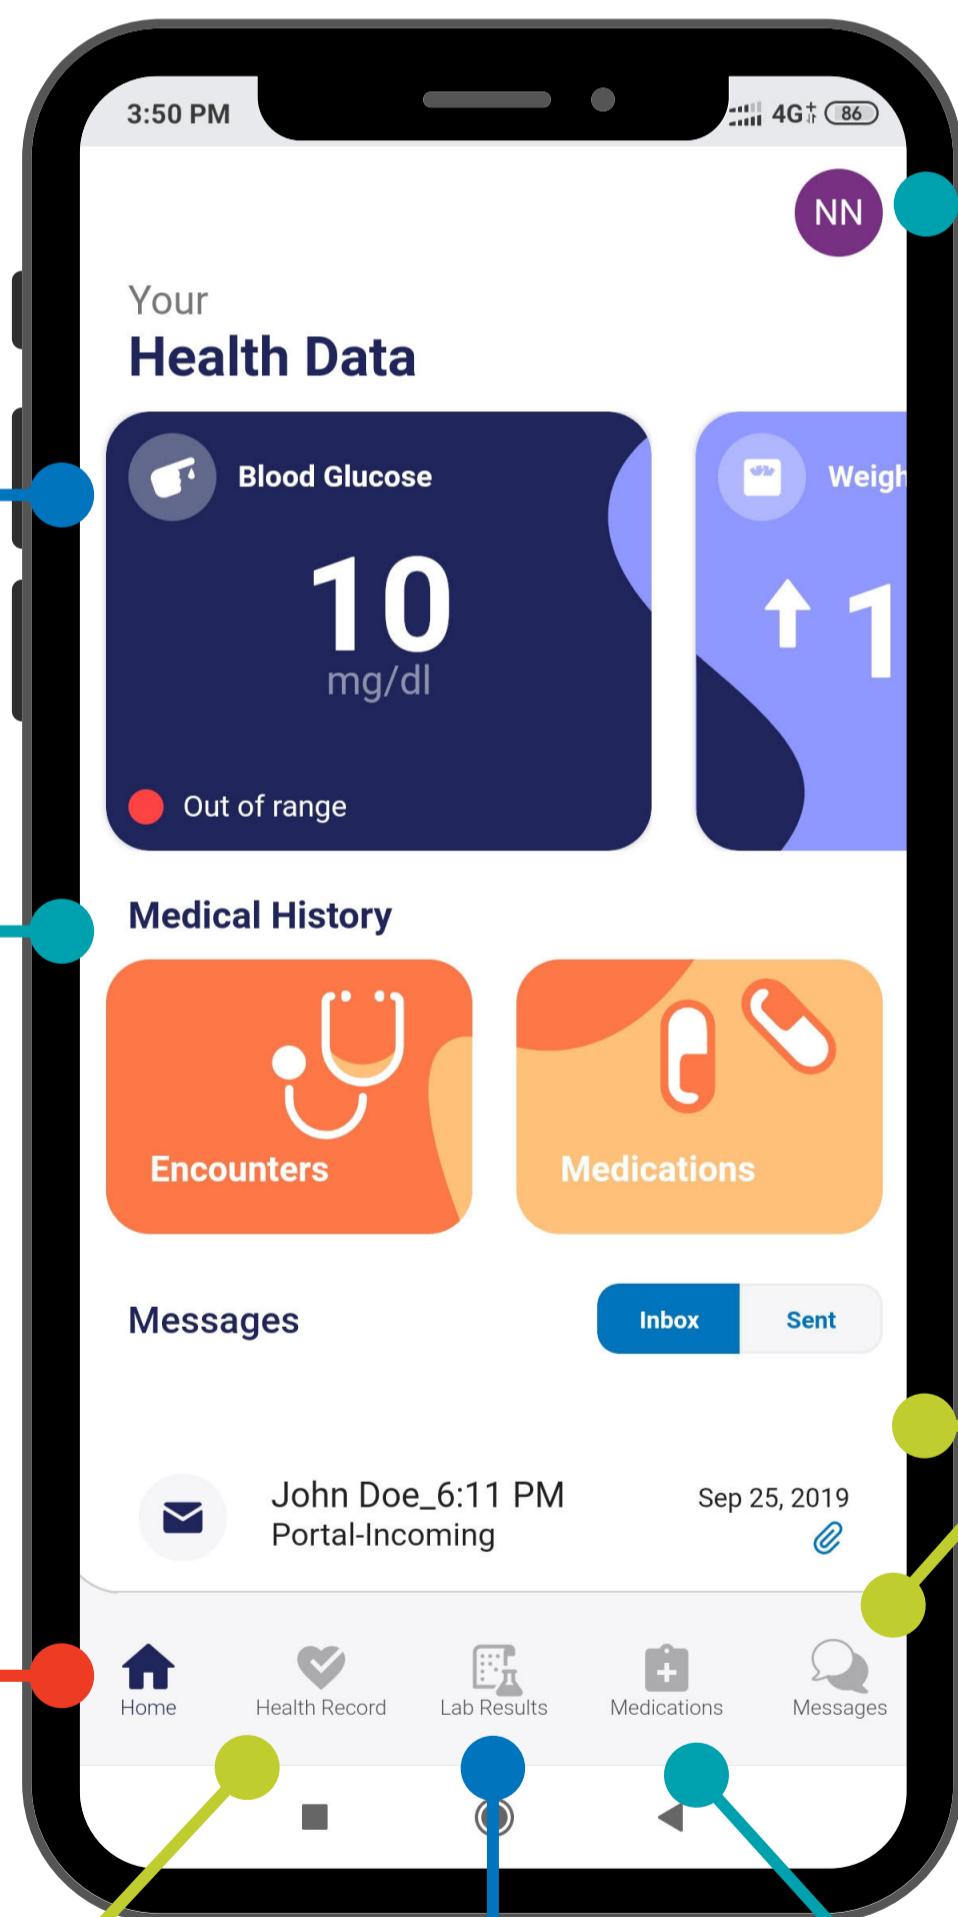 3:50 PM 4G 86
NN
Your
Health Data
Blood Glucose
Weigh
10
1
mg/dl
Out of range
Medical History
Encounters
Medications
Messages
Inbox
Sent
John Doe_6:11 PM
Sep 25, 2019
Portal-Incoming
Home
Health Record
Lab Results
Medications
Messages